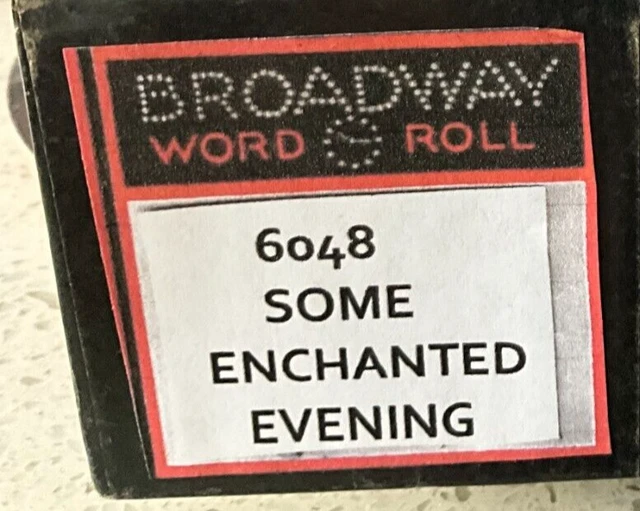 BROADWAY
WORD S ROLL
6048
SOME
ENCHANTED
EVENING